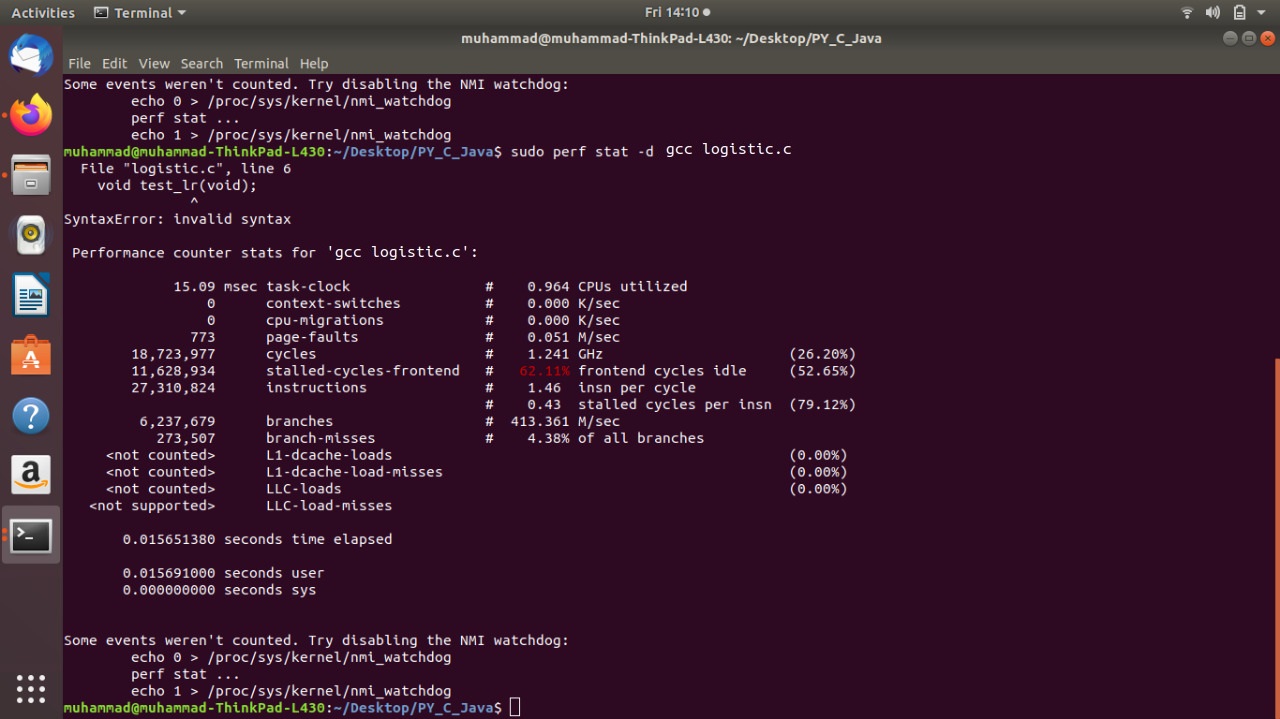 Activities Terminal Fri 14:10
muhammad@muhammad-ThinkPad-L430: ~/Desktop/PY_C_Java
File Edit View Search Terminal Help
Some events weren't counted. Try disabling the NMI watchdog:
echo 0 > /proc/sys/kernel/nmi_watchdog
perf stat ...
echo 1 > /proc/sys/kernel/nmi_watchdog
muhammad@muhammad-ThinkPad-L430:~/Desktop/PY_C_Java$ sudo perf stat -d gcc logistic.c
File "logistic.c", line 6
void test_lr(void);
^
SyntaxError: invalid syntax
Performance counter stats for 'gcc logistic.c':
15.09 msec task-clock # 0.964 CPUs utilized
0 context-switches # 0.000 K/sec
0 cpu-migrations # 0.000 K/sec
773 page-faults # 0.051 M/sec
18,723,977 cycles # 1.241 GHz (26.20%)
11,628,934 stalled-cycles-frontend # 62.11% frontend cycles idle (52.65%)
27,310,824 instructions # 1.46 insn per cycle
# 0.43 stalled cycles per insn (79.12%)
6,237,679 branches # 413.361 M/sec
273,507 branch-misses # 4.38% of all branches
<not counted> L1-dcache-loads (0.00%)
<not counted> L1-dcache-load-misses (0.00%)
<not counted> LLC-loads (0.00%)
<not supported> LLC-load-misses
0.015651380 seconds time elapsed
0.015691000 seconds user
0.000000000 seconds sys
Some events weren't counted. Try disabling the NMI watchdog:
echo 0 > /proc/sys/kernel/nmi_watchdog
perf stat ...
echo 1 > /proc/sys/kernel/nmi_watchdog
muhammad@muhammad-ThinkPad-L430:~/Desktop/PY_C_Java$